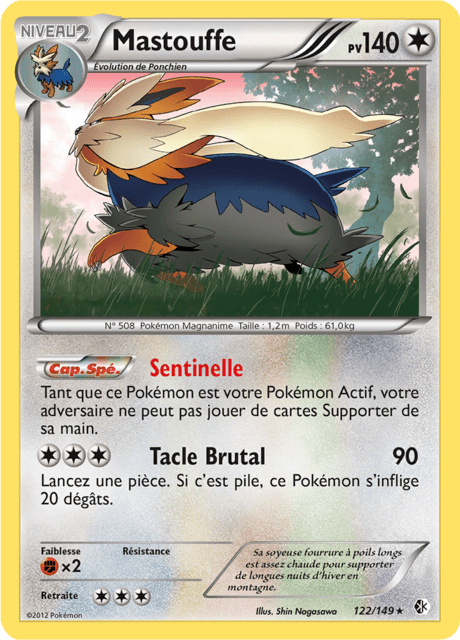 NIVEAU2
Mastouffe
PV140
Évolution de Ponchien
N° 508 Pokémon Magnanime Taille : 1,2m Poids : 61,0kg
Cap. Spé. Sentinelle
Tant que ce Pokémon est votre Pokémon Actif, votre
adversaire ne peut pas jouer de cartes Supporter de
sa main.
Tacle Brutal 90
Lancez une pièce. Si c'est pile, ce Pokémon s'inflige
20 dégâts.
Faiblesse Résistance
×2
Retraite
Sa soyeuse fourrure à poils longs
est assez chaude pour supporter
de longues nuits d'hiver en
montagne.
©2012 Pokémon Illus. Shin Nagasawa 122/149 ★